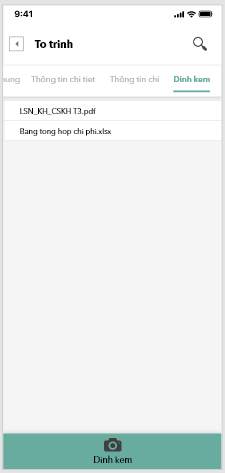 9:41
To trinh
nung Thông tin chi tiet Thông tin chi Dinh kem
LSN_KH_CSKH T3.pdf
Bang tong hop chi phi.xlsx
Dinh kem